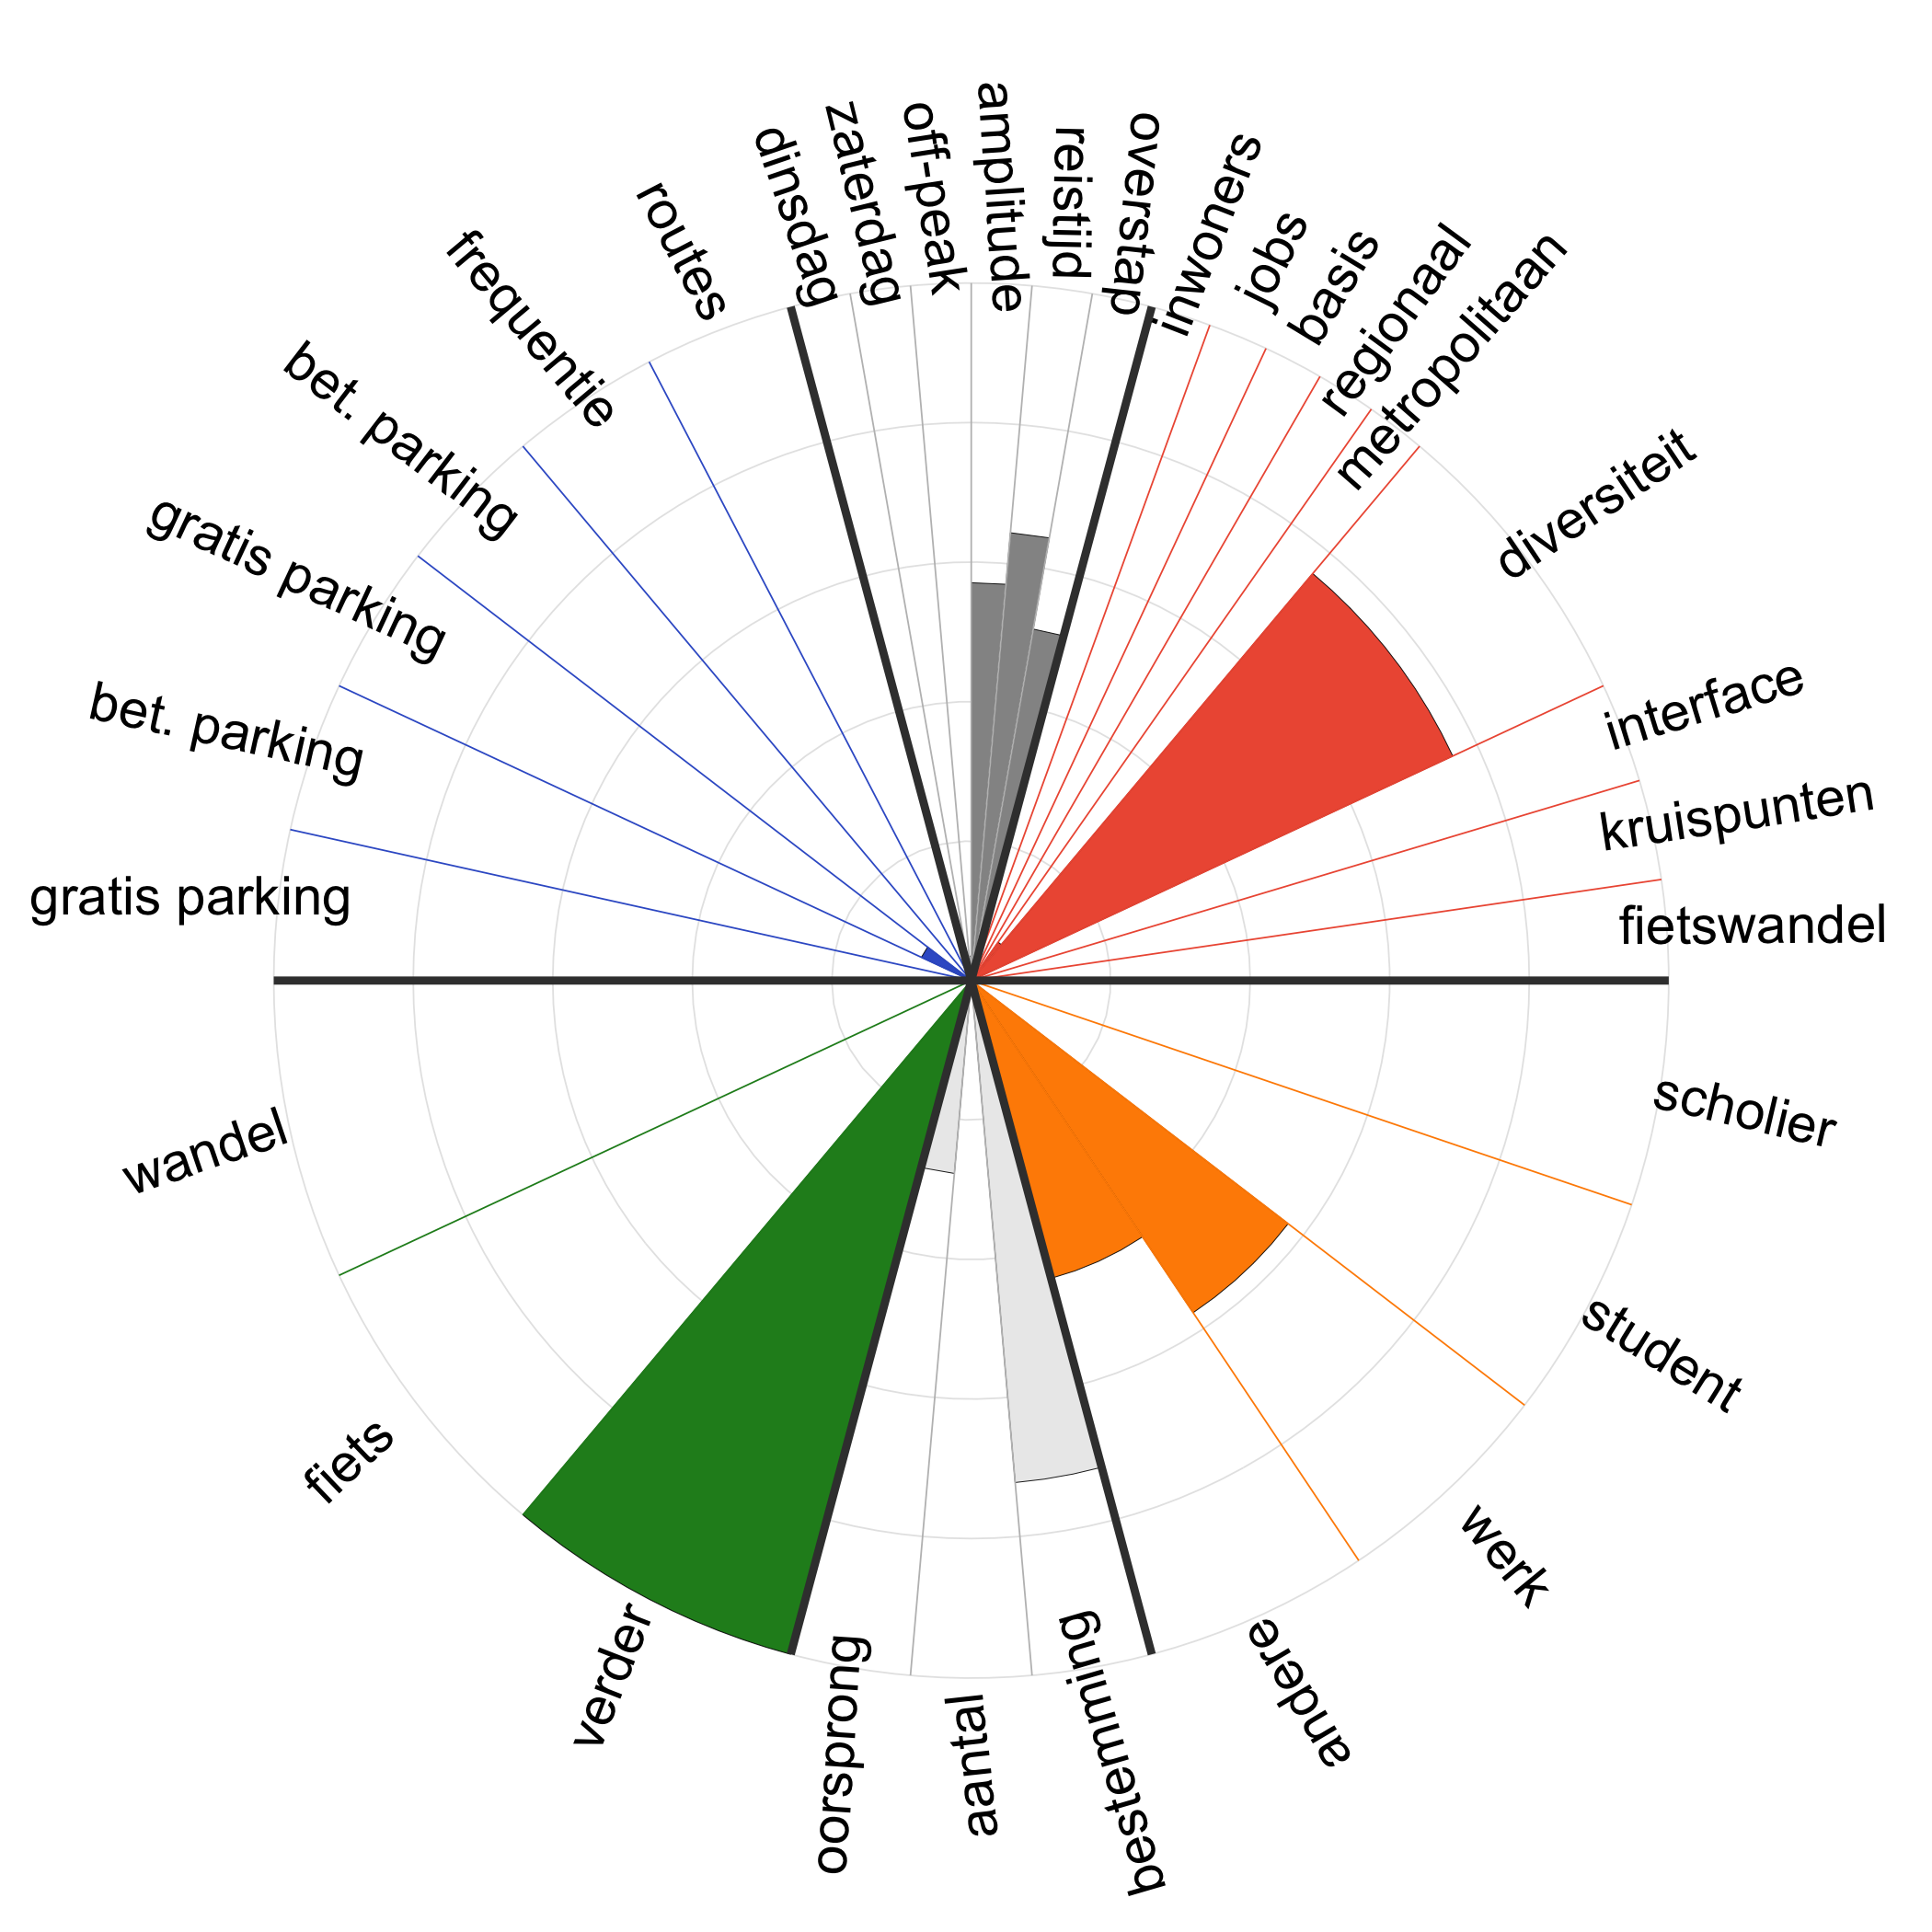 dinsdag
zaterdag
off-peak
amplitude
reistijd
overstap
inwoners
jobs
basis
regionaal
metropolitaan
diversiteit
interface
kruispunten
fietswandel
scholier
student
werk
andere
bestemming
aantal
oorsprong
verder
fiets
wandel
gratis parking
bet. parking
gratis parking
bet. parking
frequentie
routes